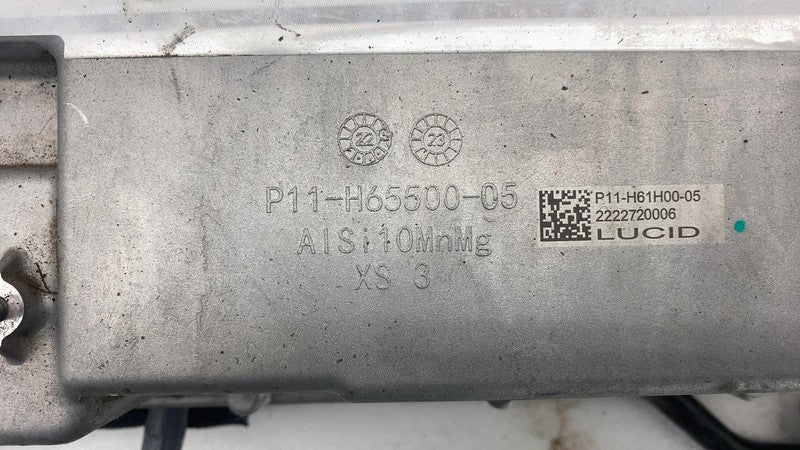 22
23
P11-H65500-05
AlSi10MnMg
XS 3
P11-H61H00-05
2222720006
LUCID